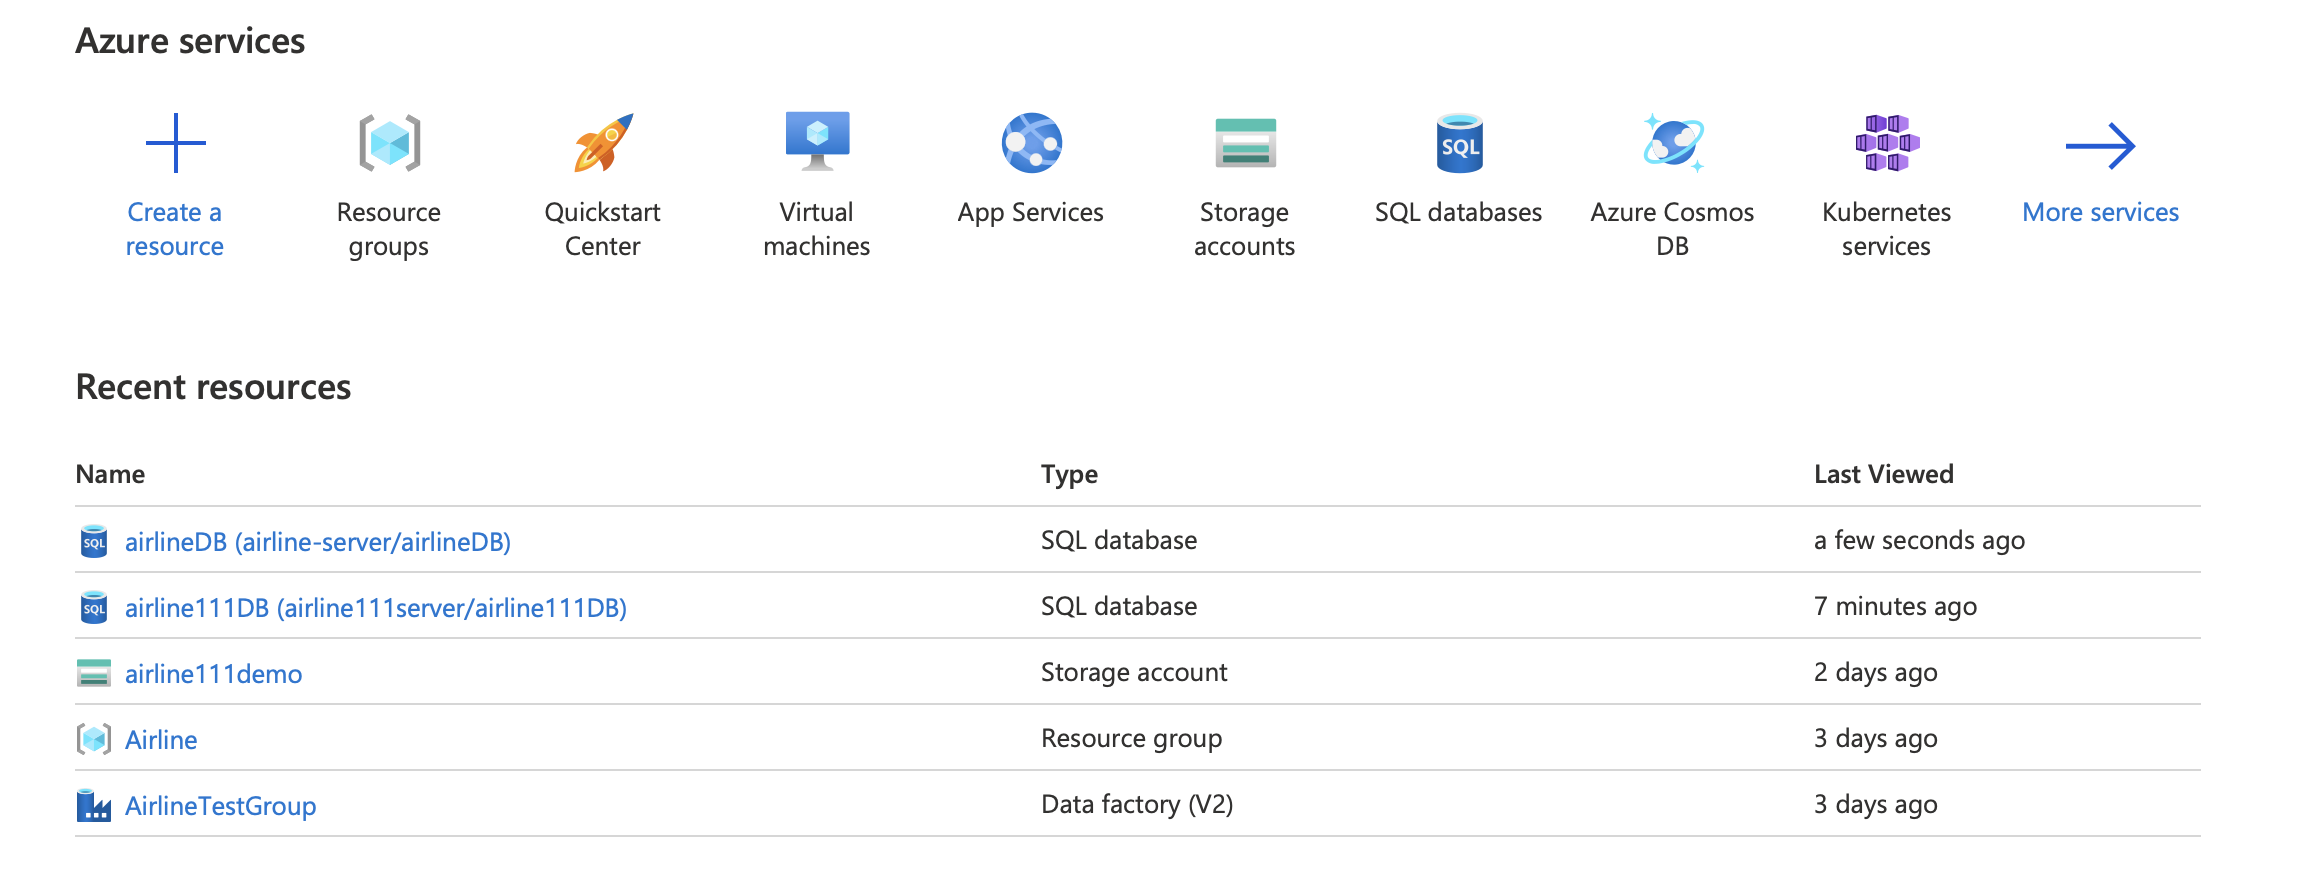 Azure services
Create a resource
Resource groups
Quickstart Center
Virtual machines
App Services
Storage accounts
SQL
SQL databases
Azure Cosmos DB
Kubernetes services
More services
Recent resources
Name Type Last Viewed
SQL airlineDB (airline-server/airlineDB) SQL database a few seconds ago
SQL airline111DB (airline111server/airline111DB) SQL database 7 minutes ago
airline111demo Storage account 2 days ago
Airline Resource group 3 days ago
AirlineTestGroup Data factory (V2) 3 days ago